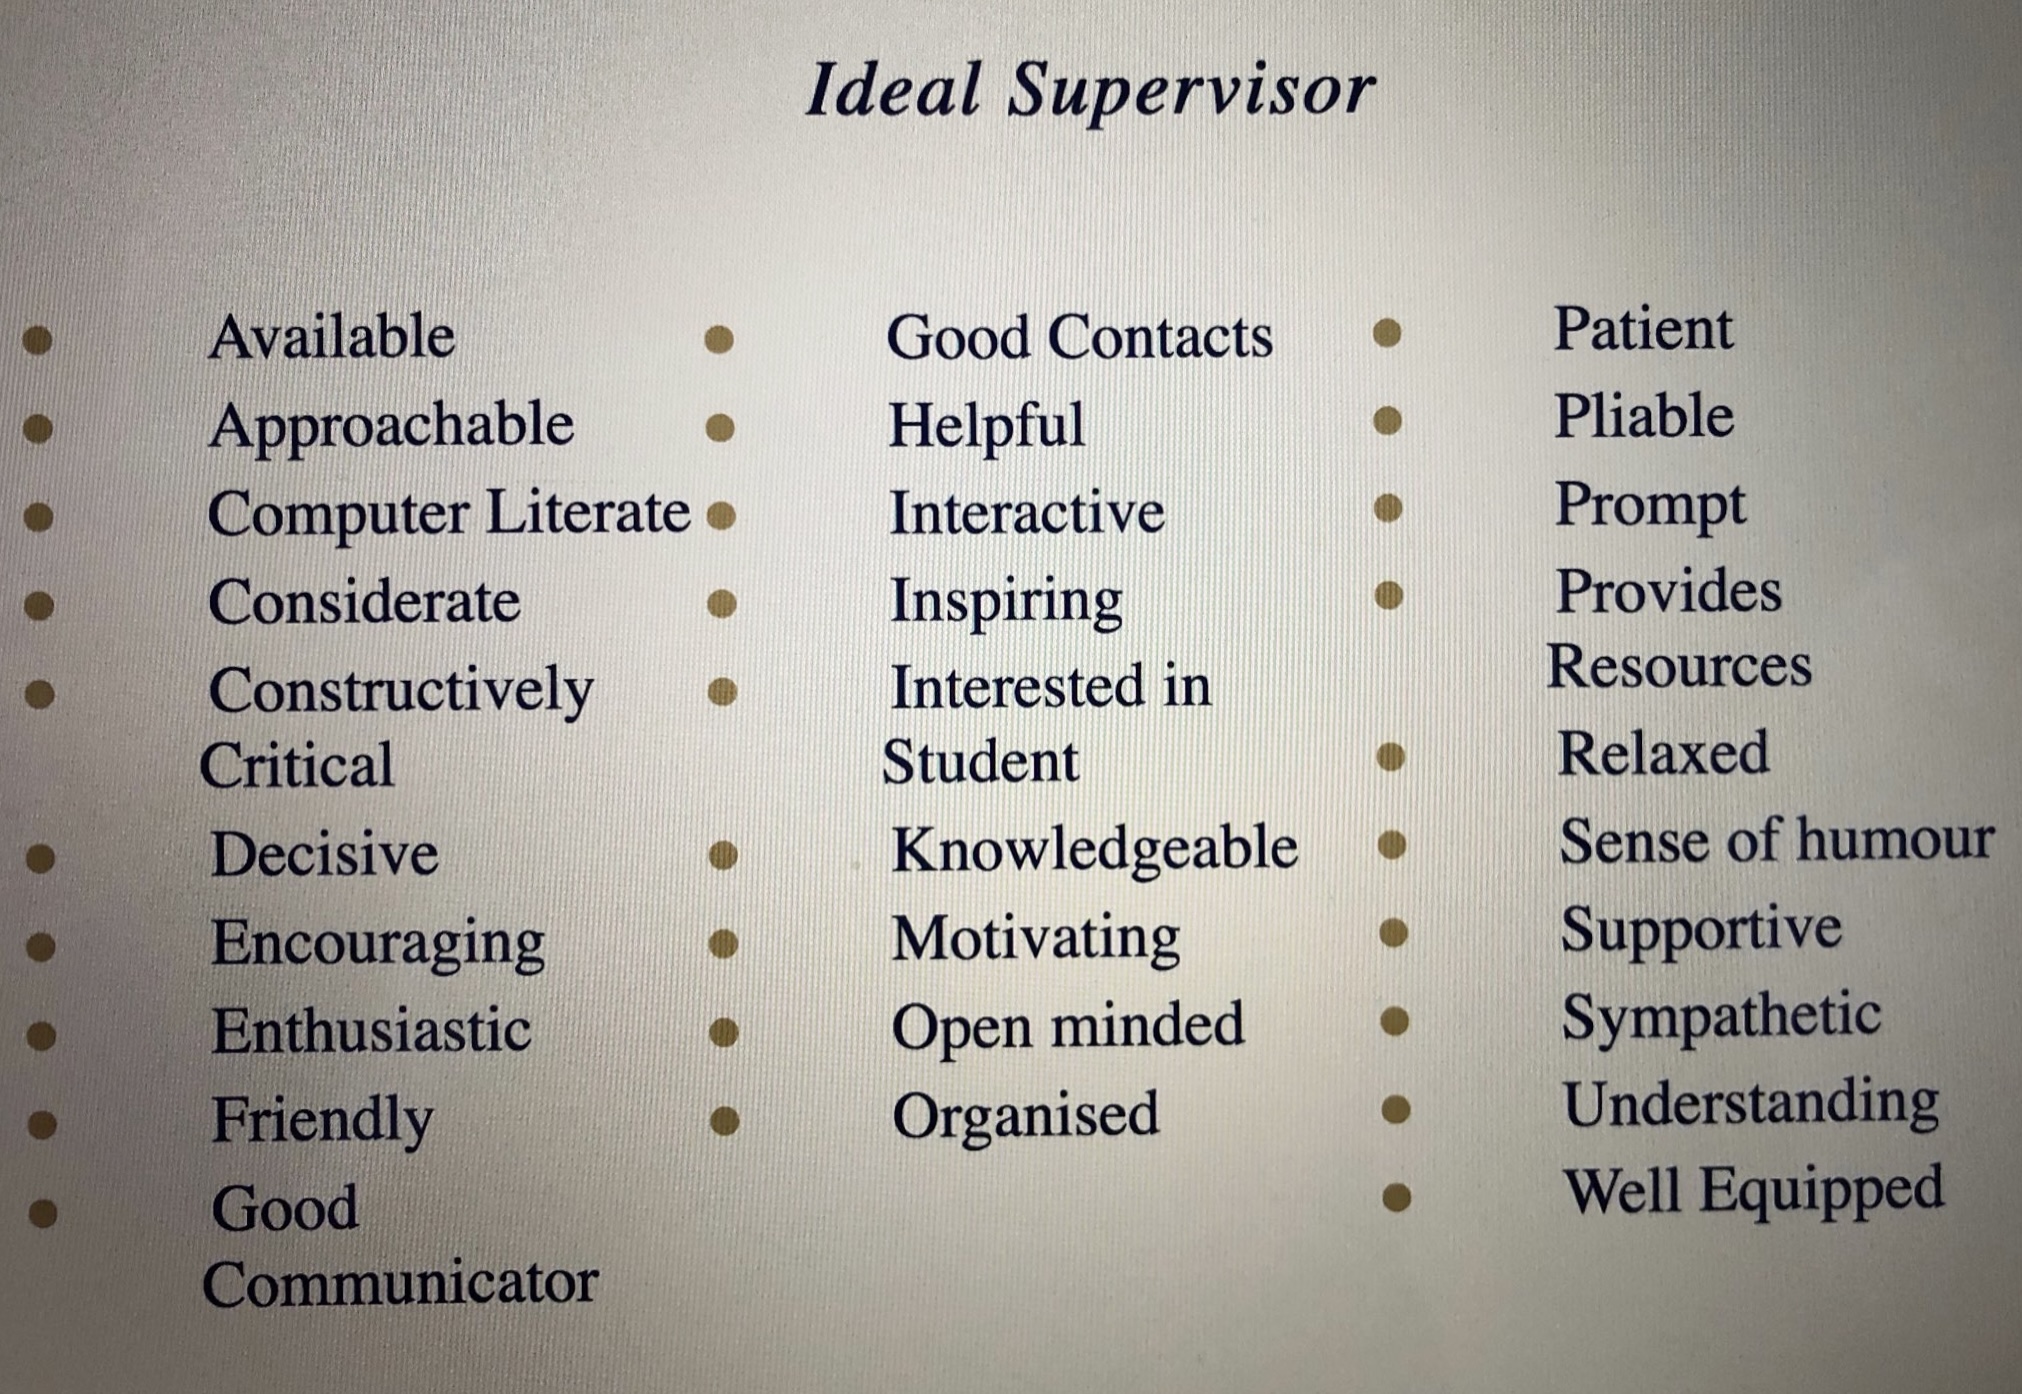 Ideal Supervisor
Available
Approachable
Computer Literate
Considerate
Constructively
Critical
Decisive
Encouraging
Enthusiastic
Friendly
Good
Communicator
Good Contacts
Helpful
Interactive
Inspiring
Interested in
Student
Knowledgeable
Motivating
Open minded
Organised
Patient
Pliable
Prompt
Provides
Resources
Relaxed
Sense of humour
Supportive
Sympathetic
Understanding
Well Equipped